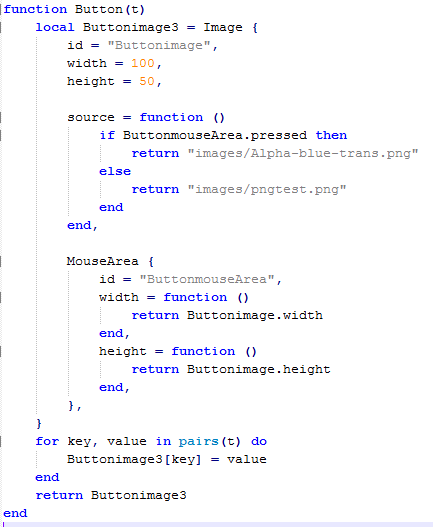 function Button(t)
    local Buttonimage3 = Image {
        id = "Buttonimage",
        width = 100,
        height = 50,

        source = function ()
            if ButtonmouseArea.pressed then
                return "images/Alpha-blue-trans.png"
            else
                return "images/pngtest.png"
            end
        end,

        MouseArea {
            id = "ButtonmouseArea",
            width = function ()
                return Buttonimage.width
            end,
            height = function ()
                return Buttonimage.height
            end,
        },
    }
    for key, value in pairs(t) do
        Buttonimage3[key] = value
    end
    return Buttonimage3
end